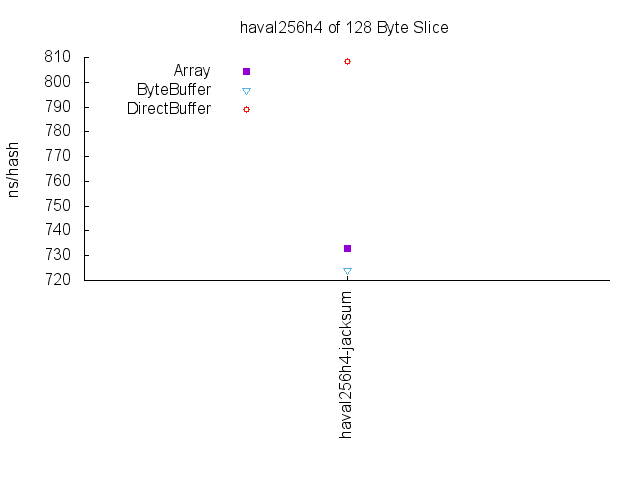 haval256h4 of 128 Byte Slice
810
800
790
780
770
760
750
740
730
720
ns/hash
Array
ByteBuffer
DirectBuffer
haval256h4-jacksum